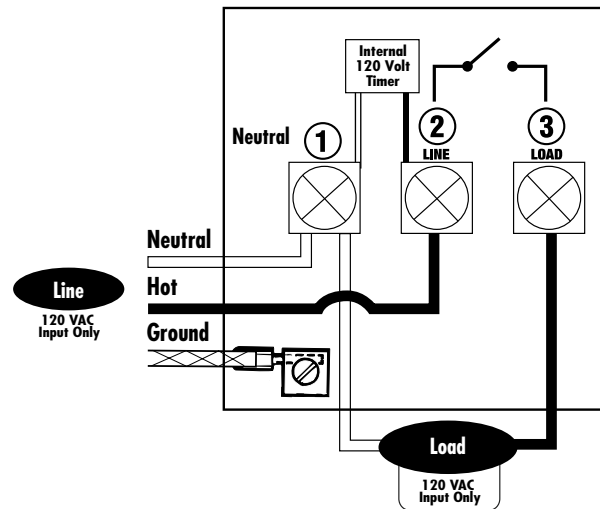 Internal
120 Volt
Timer
Neutral
1
2
LINE
3
LOAD
Neutral
Line
Hot
120 VAC
Input Only
Ground
Load
120 VAC
Input Only